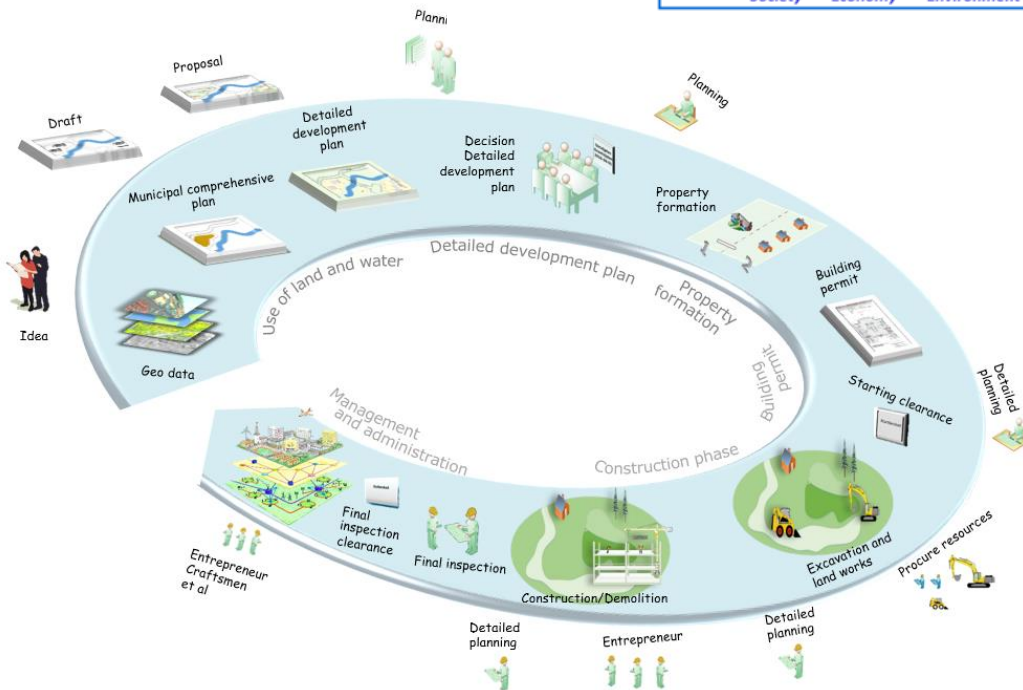 Society Economy Environment
Planni
Proposal
Planning
Draft
Detailed
development
plan
Decision
Detailed
development
plan
Municipal comprehensive
plan
Property
formation
Building
permit
Idea
Geo data
Use of land and water
Detailed development plan
Property
formation
Building
permit
Construction phase
Management
and administration
Starting clearance
Detailed
planning
Final
inspection
clearance
Final inspection
Construction/Demolition
Excavation and
land works
Procure resources
Entrepreneur
Craftsmen
et al
Detailed
planning
Entrepreneur
Detailed
planning